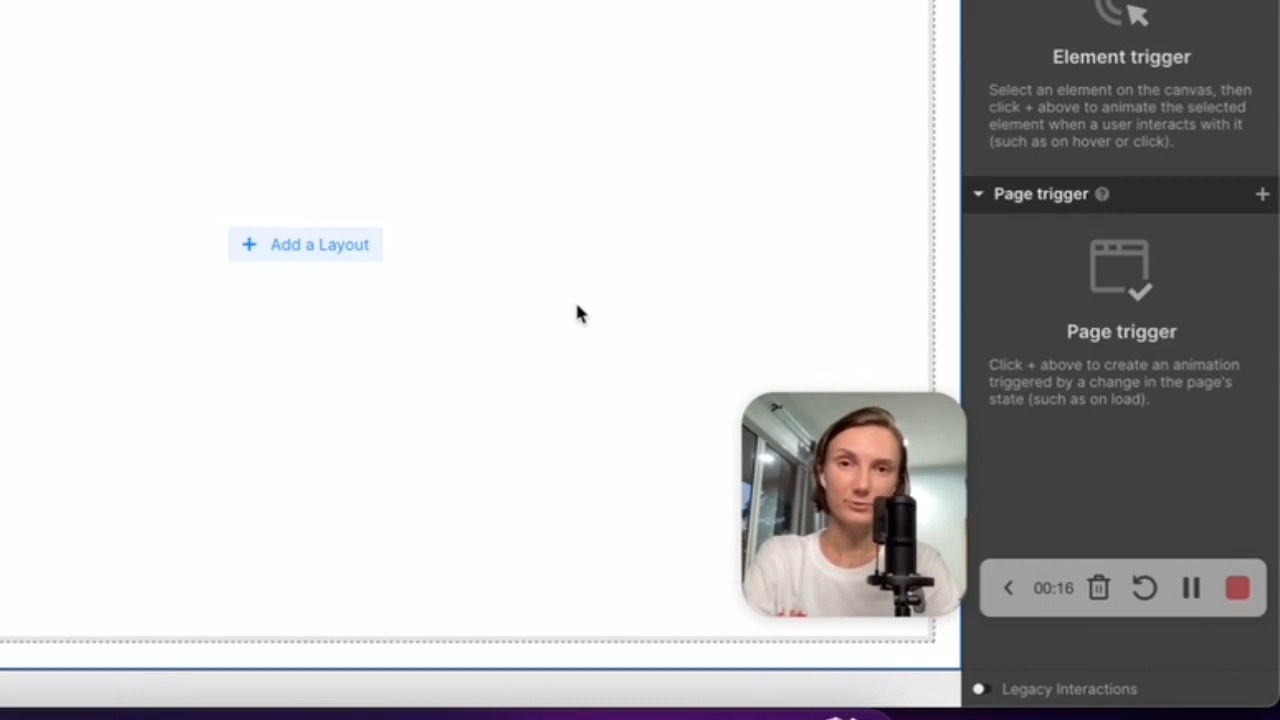 Element trigger
Select an element on the canvas, then
click + above to animate the selected
element when a user interacts with it
(such as on hover or click).
Page trigger ?
+ Add a Layout
Page trigger
Click + above to create an animation
triggered by a change in the page's
state (such as on load).
00:16
Legacy Interactions